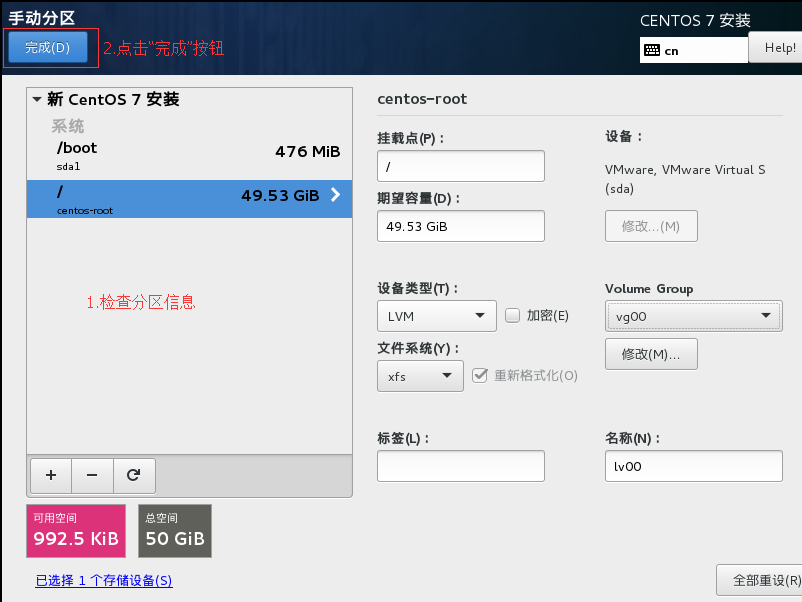 手动分区
CENTOS 7 安装
完成(D)
2.点击“完成”按钮
cn
Help!
新 CentOS 7 安装
系统
/boot
476 MiB
sda1
/
49.53 GiB
centos-root
1.检查分区信息
centos-root
挂载点(P)：
/
期望容量(D)：
49.53 GiB
设备：
VMware, VMware Virtual S
(sda)
修改...(M)
设备类型(T)：
LVM
加密(E)
文件系统(Y)：
xfs
重新格式化(O)
Volume Group
vg00
修改(M)...
标签(L)：
名称(N)：
lv00
可用空间
992.5 KiB
总空间
50 GiB
已选择 1 个存储设备(S)
全部重设(R)